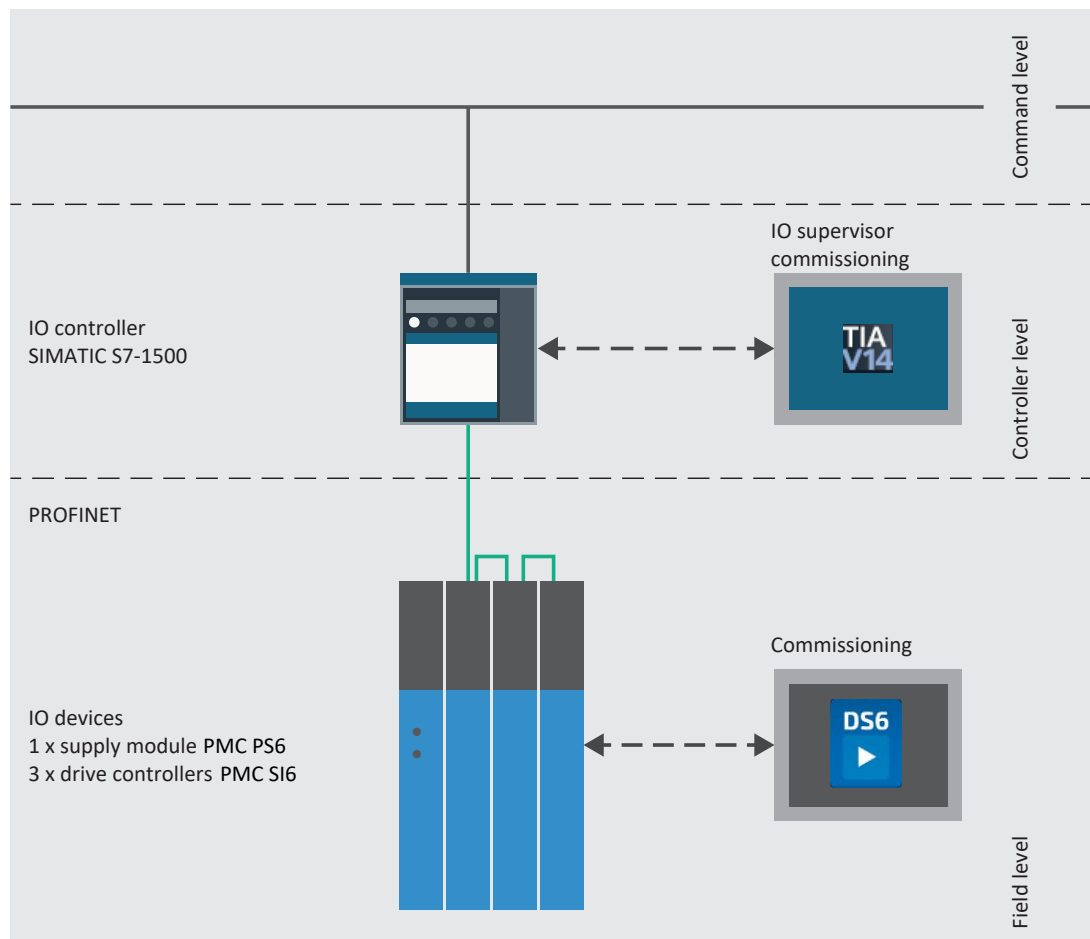 Command level
IO supervisor
commissioning
IO controller
SIMATIC S7-1500
TIA
V14
Controller level
PROFINET
Commissioning
IO devices
1 x supply module PMC PS6
3 x drive controllers PMC SI6
DS6
Field level